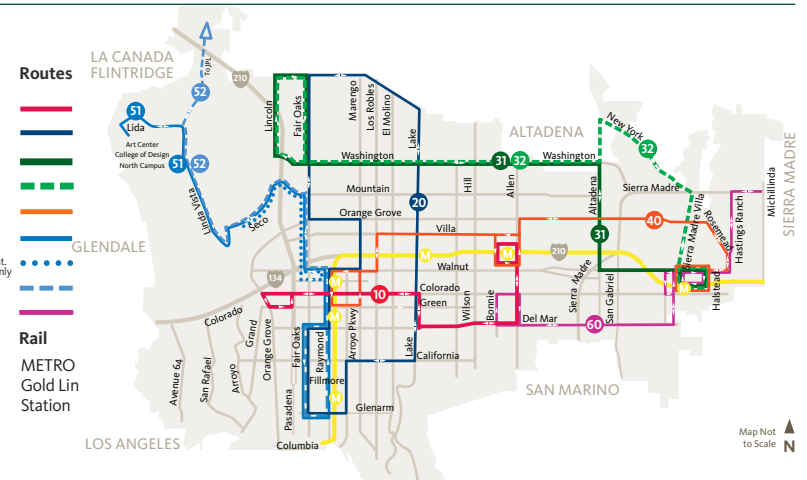 LA CANADA
FLINTRIDGE
To JPL
210
Routes
52
51
Lida
Art Center
College of Design
North Campus
51
52
Linda Vista
Seco
GLENDALE
nt.
only
Rail
METRO
Gold Lin
Station
LOS ANGELES
Lincoln
Fair Oaks
Marengo
Los Robles
El Molino
Lake
ALTADENA
New York
32
Washington
31
32
Washington
Mountain
Hill
Allen
Altadena
Sierra Madre
Orange Grove
20
Villa
31
40
Sierra Madre Villa
Rosemead
Hastings Ranch
Michillinda
SIERRA MADRE
M
M
210
Walnut
134
M
Colorado
10
Green
Wilson
Bonnie
Sierra Madre
San Gabriel
M
Halstead
Colorado
M
Del Mar
60
Grand
Orange Grove
Fair Oaks
Raymond
Arroyo Pkwy
Lake
California
Avenue 64
San Rafael
Arroyo
Pasadena
Fillmore
M
Glenarm
SAN MARINO
Columbia
Map Not
to Scale
N